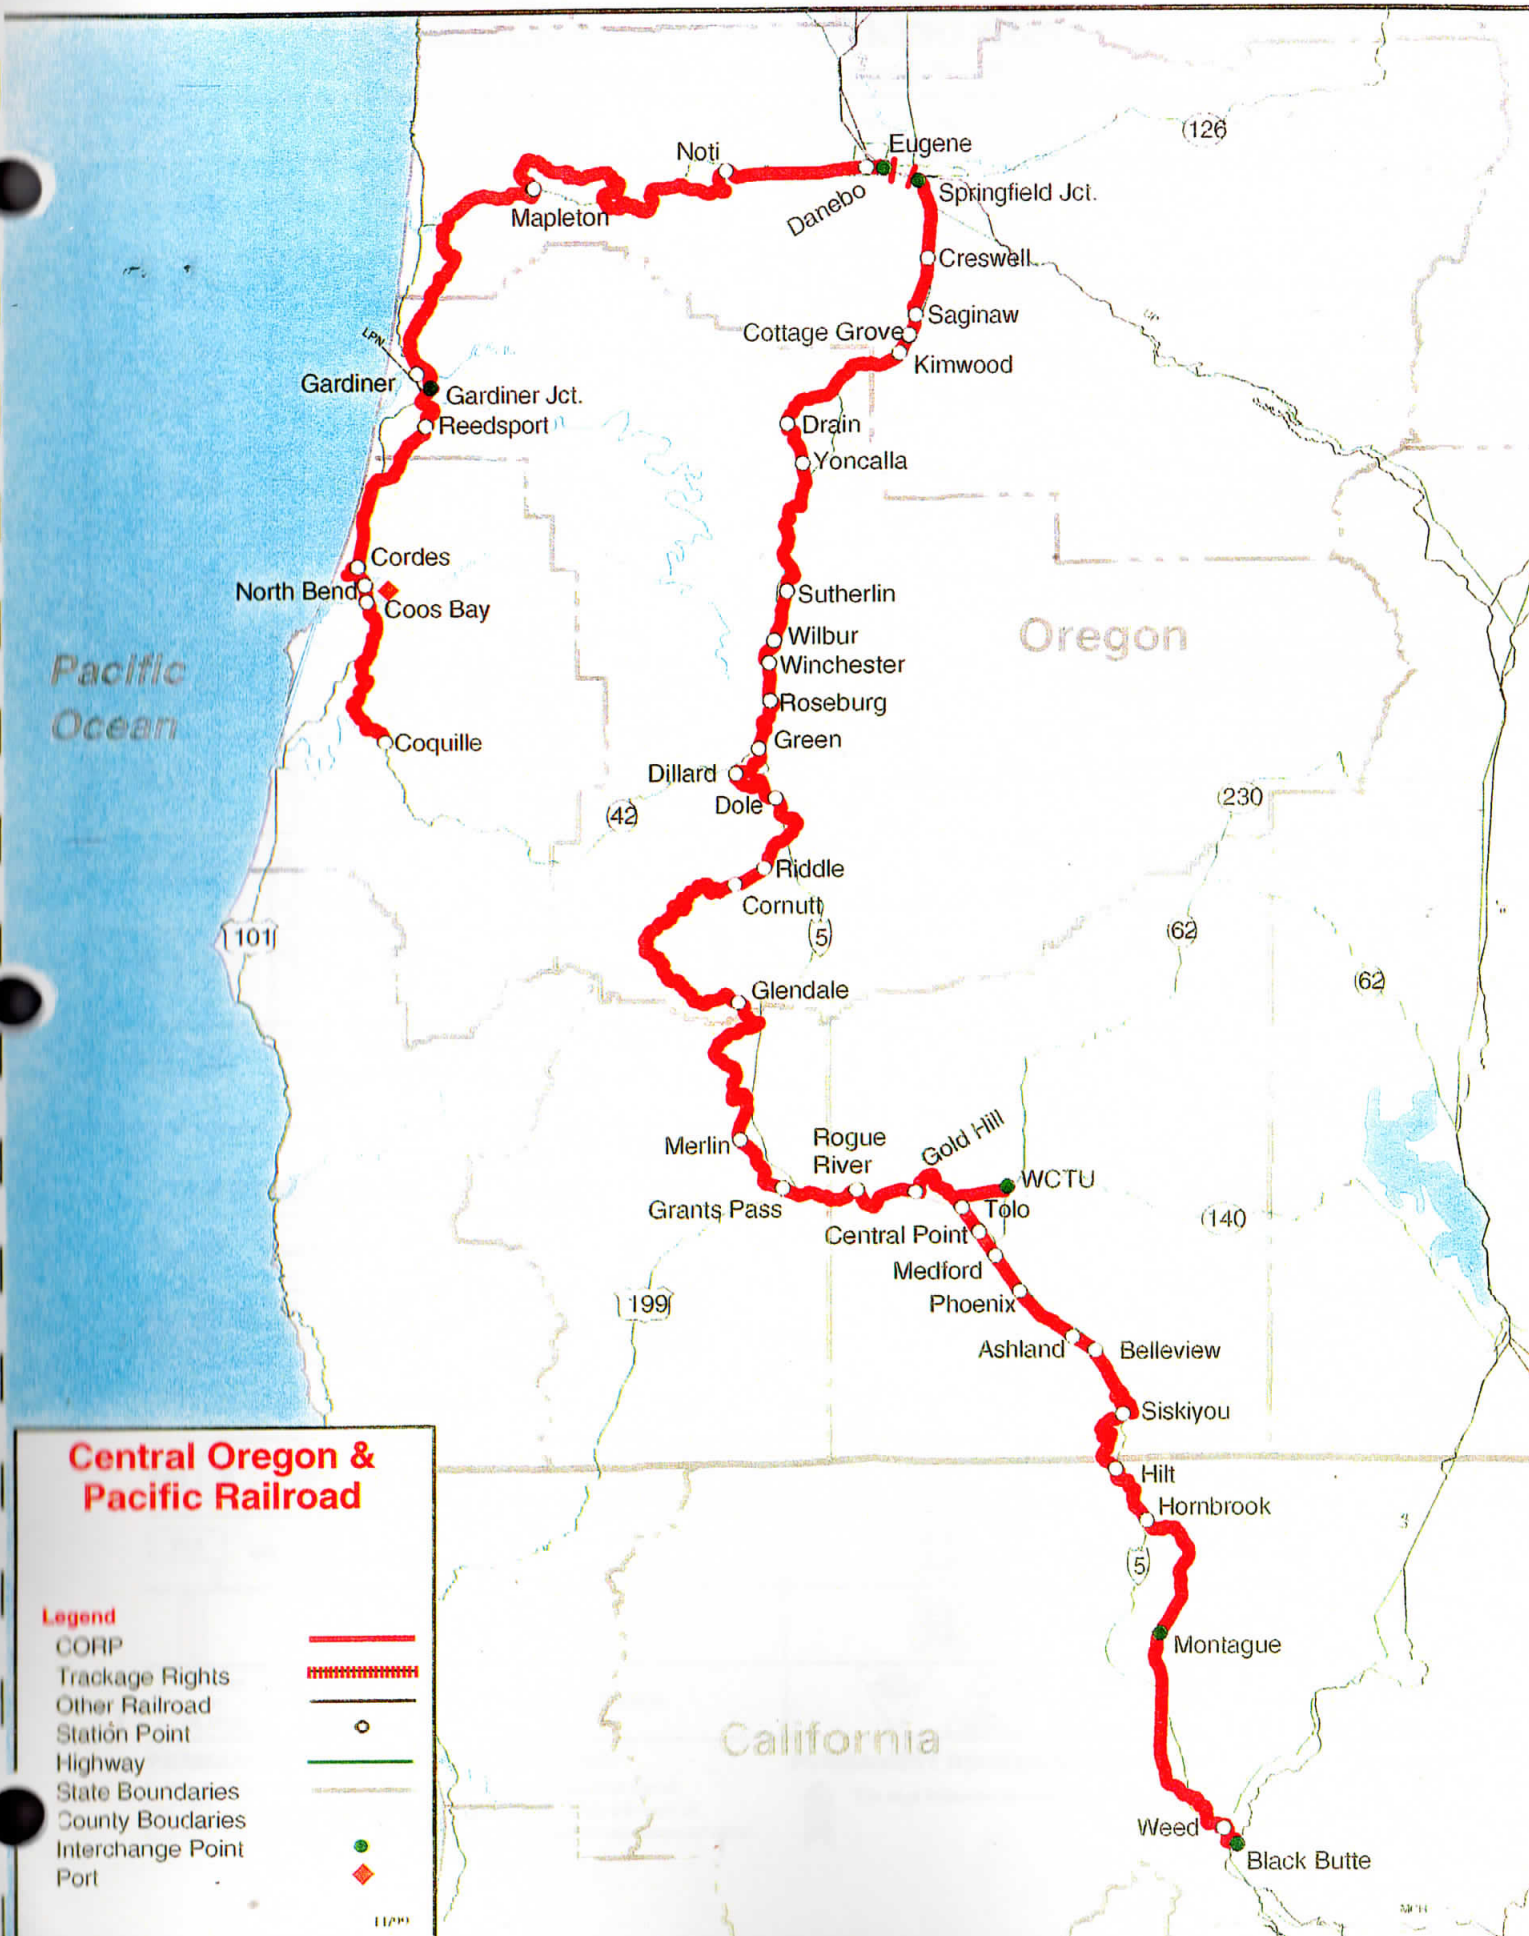 126
Eugene
Noti
Danebo
Springfield Jct.
Mapleton
Creswell
UP
Saginaw
Cottage Grove
Kimwood
LPN
Gardiner
Gardiner Jct.
Reedsport
Drain
Yoncalla
Cordes
North Bend
Coos Bay
Sutherlin
Wilbur
Oregon
Winchester
Pacific
Ocean
Roseburg
Green
Coquille
Dillard
Dole
42
230
Riddle
Cornutt
101
5
62
62
Glendale
Merlin
Rogue
River
Gold Hill
WCTU
Grants Pass
Tolo
140
Central Point
Medford
199
Phoenix
Ashland
Belleview
Siskiyou
Hilt
Hornbrook
5
Montague
California
Weed
Black Butte
Central Oregon &
Pacific Railroad
Legend
CORP
Trackage Rights
Other Railroad
Station Point
Highway
State Boundaries
County Boudaries
Interchange Point
Port
11/99